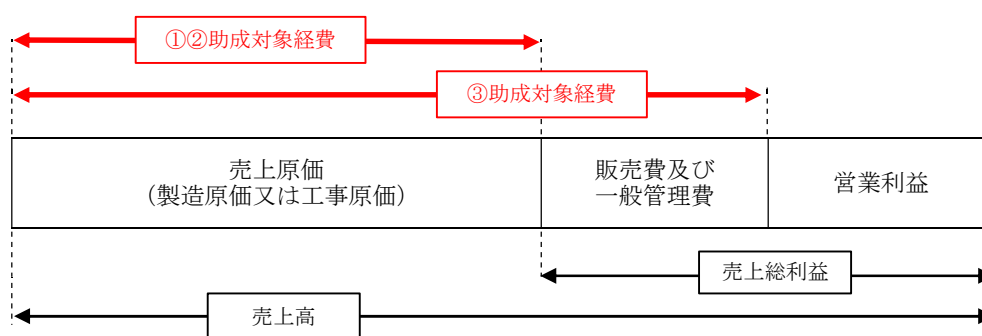 ①②助成対象経費
③助成対象経費
売上原価
（製造原価又は工事原価）
販売費及び
一般管理費
営業利益
売上総利益
売上高